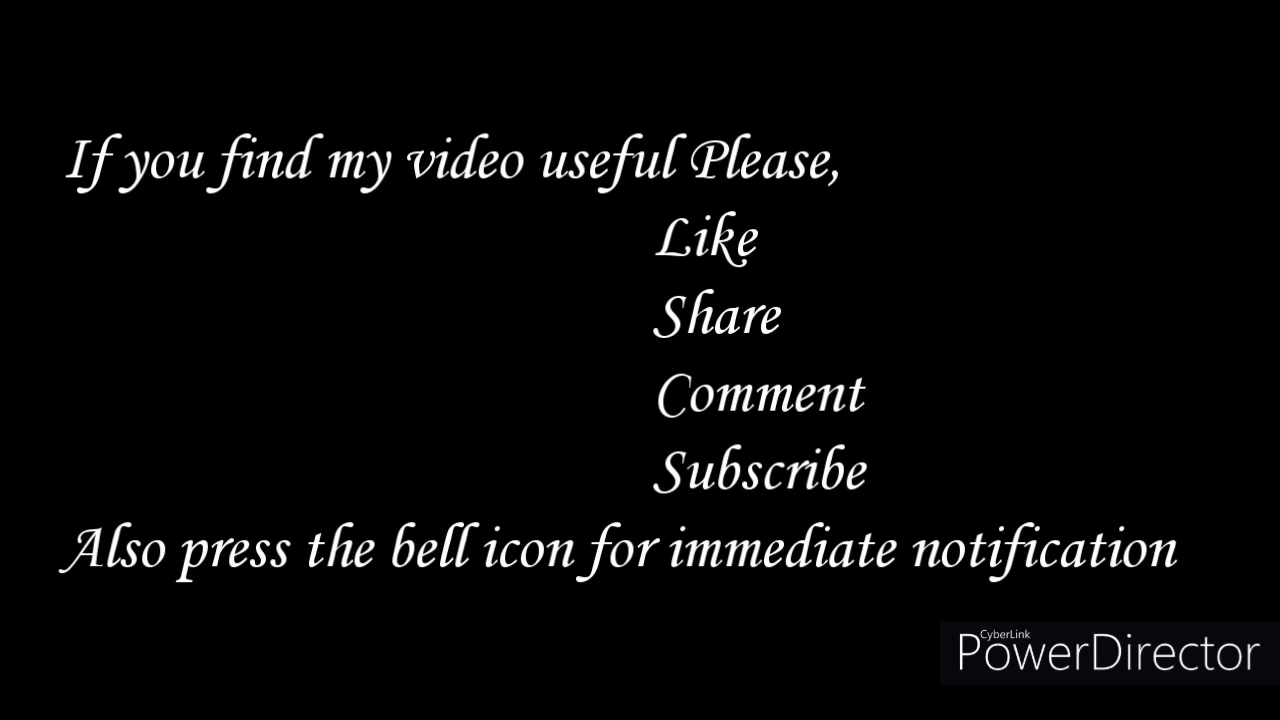 If you find my video useful Please,
Like
Share
Comment
Subscribe
Also press the bell icon for immediate notification
CyberLink
PowerDirector